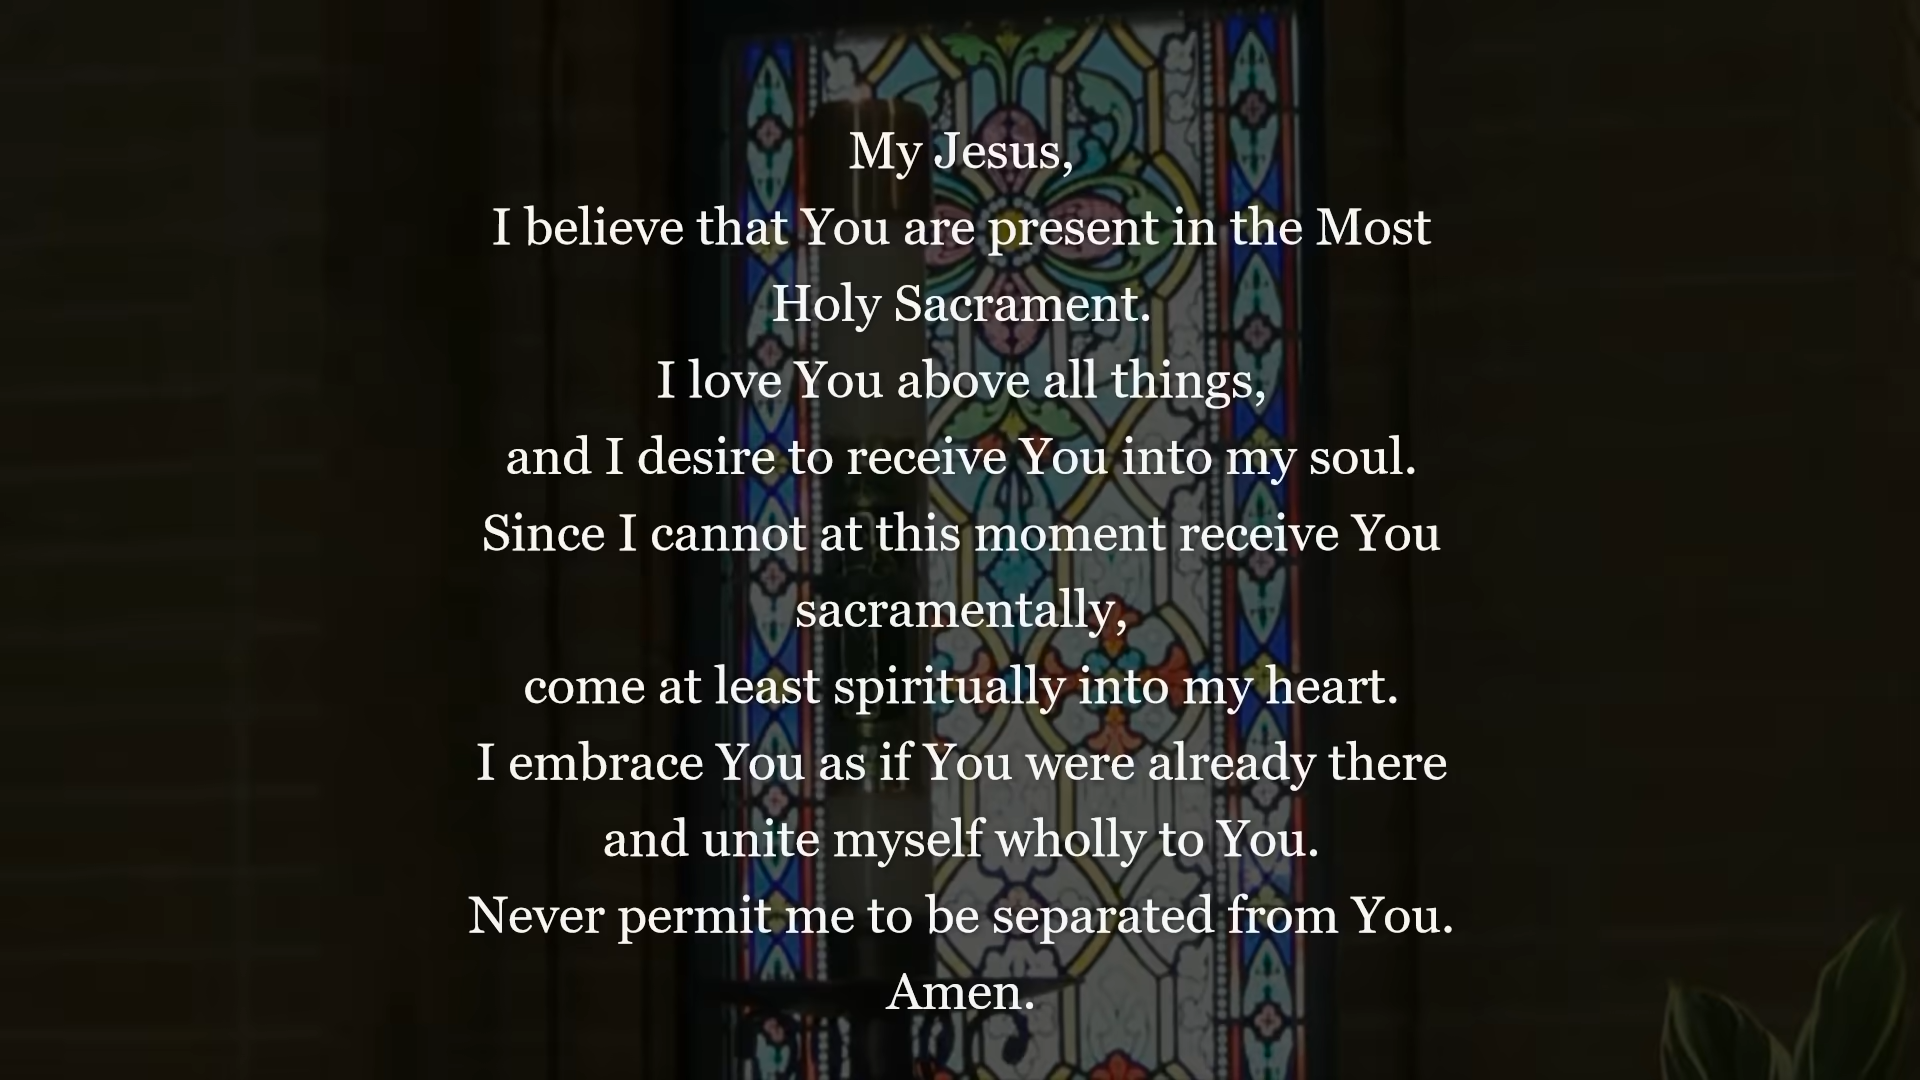 My Jesus,
I believe that You are present in the Most
Holy Sacrament.
I love You above all things,
and I desire to receive You into my soul.
Since I cannot at this moment receive You
sacramentally,
come at least spiritually into my heart.
I embrace You as if You were already there
and unite myself wholly to You.
Never permit me to be separated from You.
Amen.